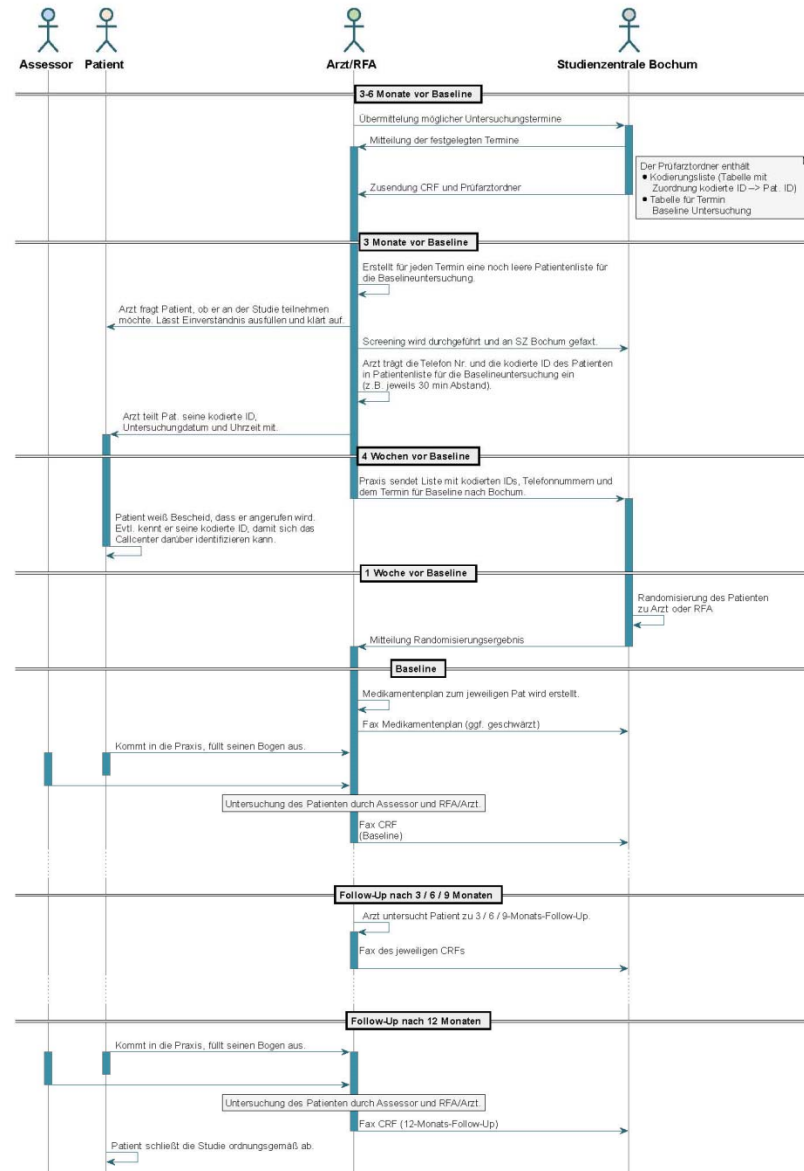 Assessor Patient Arzt/RFA Studienzentrale Bochum
3-6 Monate vor Baseline
Übermittelung möglicher Untersuchungstermine
Mitteilung der festgelegten Termine
Der Prüfarztordner enthält
● Kodierungsliste (Tabelle mit
Zuordnung kodierte ID –> Pat. ID)
● Tabelle für Termin
Baseline Untersuchung
Zusendung CRF und Prüfarztordner
3 Monate vor Baseline
Erstellt für jeden Termin eine noch leere Patientenliste für
die Baselineuntersuchung.
Arzt fragt Patient, ob er an der Studie teilnehmen
möchte. Lässt Einverständnis ausfüllen und klärt auf.
Screening wird durchgeführt und an SZ Bochum gefaxt.
Arzt trägt die Telefon Nr. und die kodierte ID des Patienten
in Patientenliste für die Baselineuntersuchung ein
(z.B. jeweils 30 min Abstand).
Arzt teilt Pat. seine kodierte ID,
Untersuchungdatum und Uhrzeit mit.
4 Wochen vor Baseline
Praxis sendet Liste mit kodierten IDs, Telefonnummern und
dem Termin für Baseline nach Bochum.
Patient weiß Bescheid, dass er angerufen wird.
Evtl. kennt er seine kodierte ID, damit sich das
Callcenter darüber identifizieren kann.
1 Woche vor Baseline
Randomisierung des Patienten
zu Arzt oder RFA
Mitteilung Randomisierungsergebnis
Baseline
Medikamentenplan zum jeweiligen Pat wird erstellt.
Fax Medikamentenplan (ggf. geschwärzt)
Kommt in die Praxis, füllt seinen Bogen aus.
Untersuchung des Patienten durch Assessor und RFA/Arzt.
Fax CRF
(Baseline)
Follow-Up nach 3 / 6 / 9 Monaten
Arzt untersucht Patient zu 3 / 6 / 9-Monats-Follow-Up.
Fax des jeweiligen CRFs
Follow-Up nach 12 Monaten
Kommt in die Praxis, füllt seinen Bogen aus.
Untersuchung des Patienten durch Assessor und RFA/Arzt.
Fax CRF (12-Monats-Follow-Up)
Patient schließt die Studie ordnungsgemäß ab.